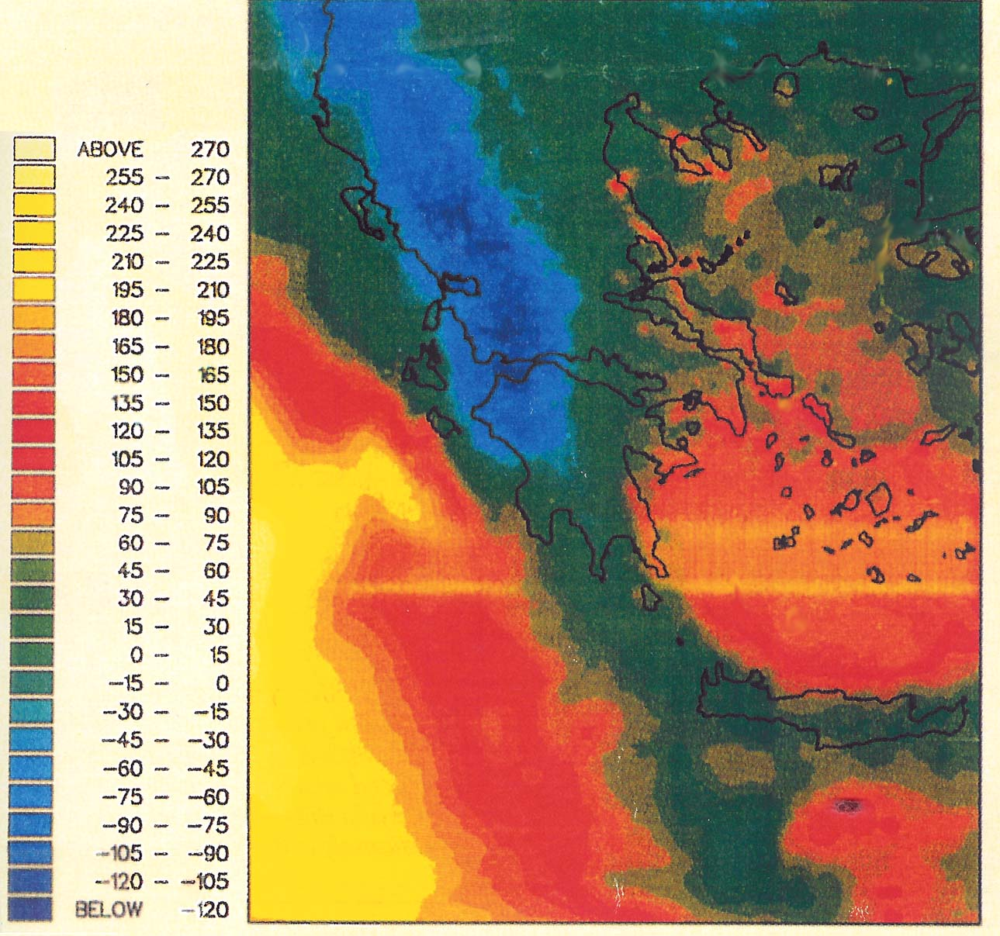 ABOVE 270
255 – 270
240 – 255
225 – 240
210 – 225
195 – 210
180 – 195
165 – 180
150 – 165
135 – 150
120 – 135
105 – 120
90 – 105
75 – 90
60 – 75
45 – 60
30 – 45
15 – 30
0 – 15
–15 – 0
–30 – –15
–45 – –30
–60 – –45
–75 – –60
–90 – –75
–105 – –90
–120 – –105
BELOW –120